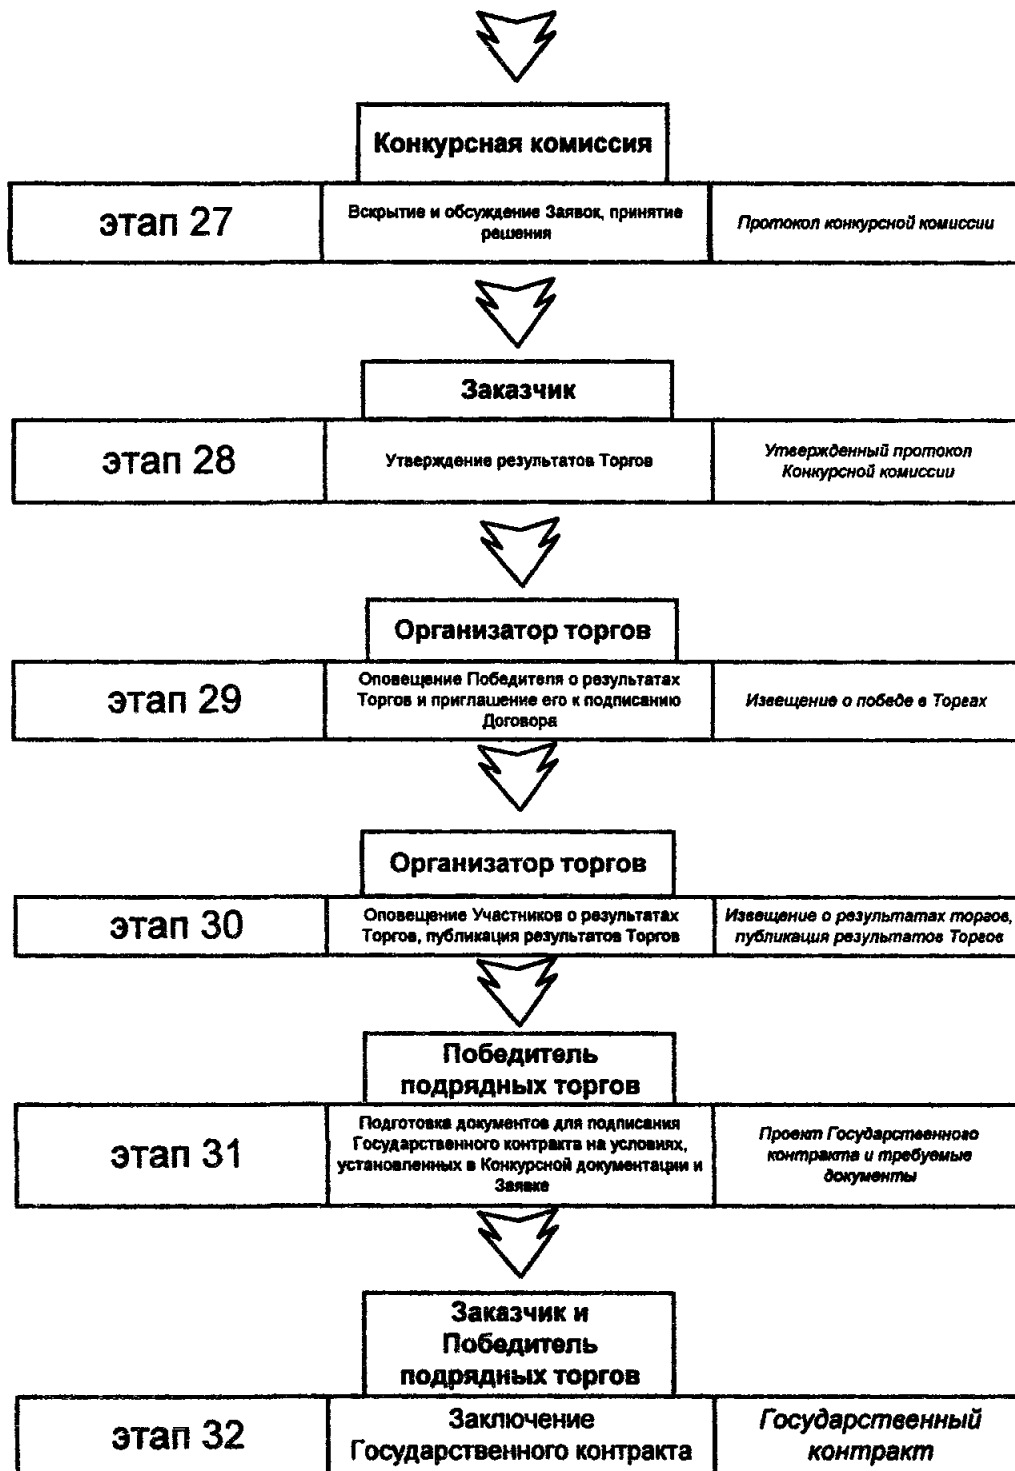 Конкурсная комиссия
этап 27
Вскрытие и обсуждение Заявок, принятие
решения
Протокол конкурсной комиссии
Заказчик
этап 28
Утверждение результатов Торгов
Утвержденный протокол
Конкурсной комиссии
Организатор торгов
этап 29
Оповещение Победителя о результатах
Торгов и приглашение его к подписанию
Договора
Извещение о победе в Торгах
Организатор торгов
этап 30
Оповещение Участников о результатах
Торгов, публикация результатов Торгов
Извещение о результатах торгов,
публикация результатов Торгов
Победитель
подрядных торгов
этап 31
Подготовка документов для подписания
Государственного контракта на условиях,
установленных в Конкурсной документации и
Заявке
Проект Государственного
контракта и требуемые
документы
Заказчик и
Победитель
подрядных торгов
этап 32
Заключение
Государственного контракта
Государственный
контракт